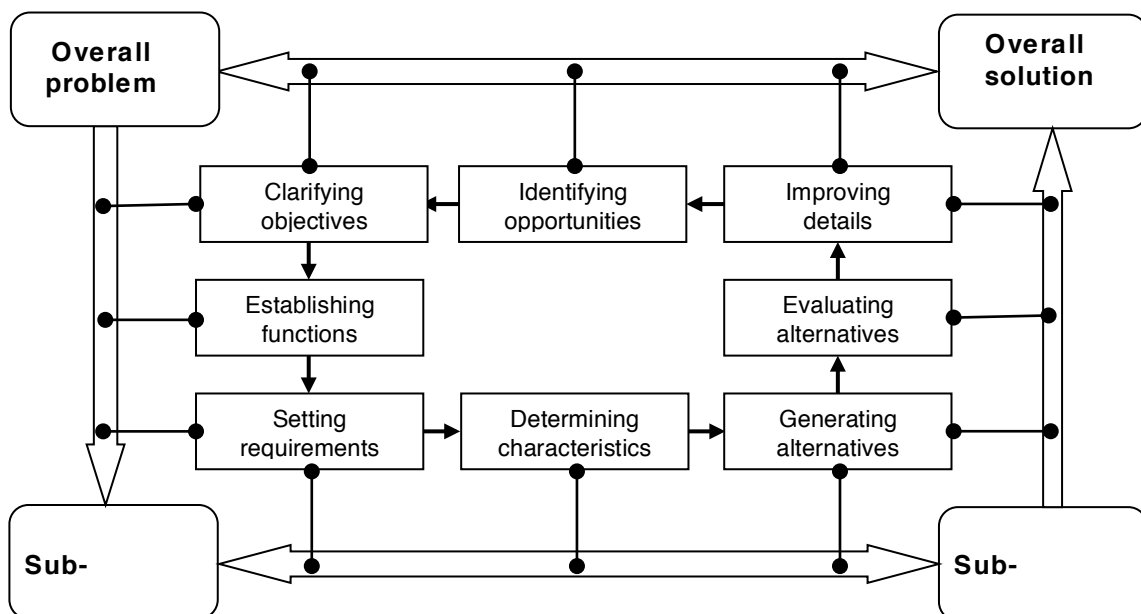 Overall
problem
Overall
solution
Clarifying
objectives
Identifying
opportunities
Improving
details
Establishing
functions
Evaluating
alternatives
Setting
requirements
Determining
characteristics
Generating
alternatives
Sub-
Sub-